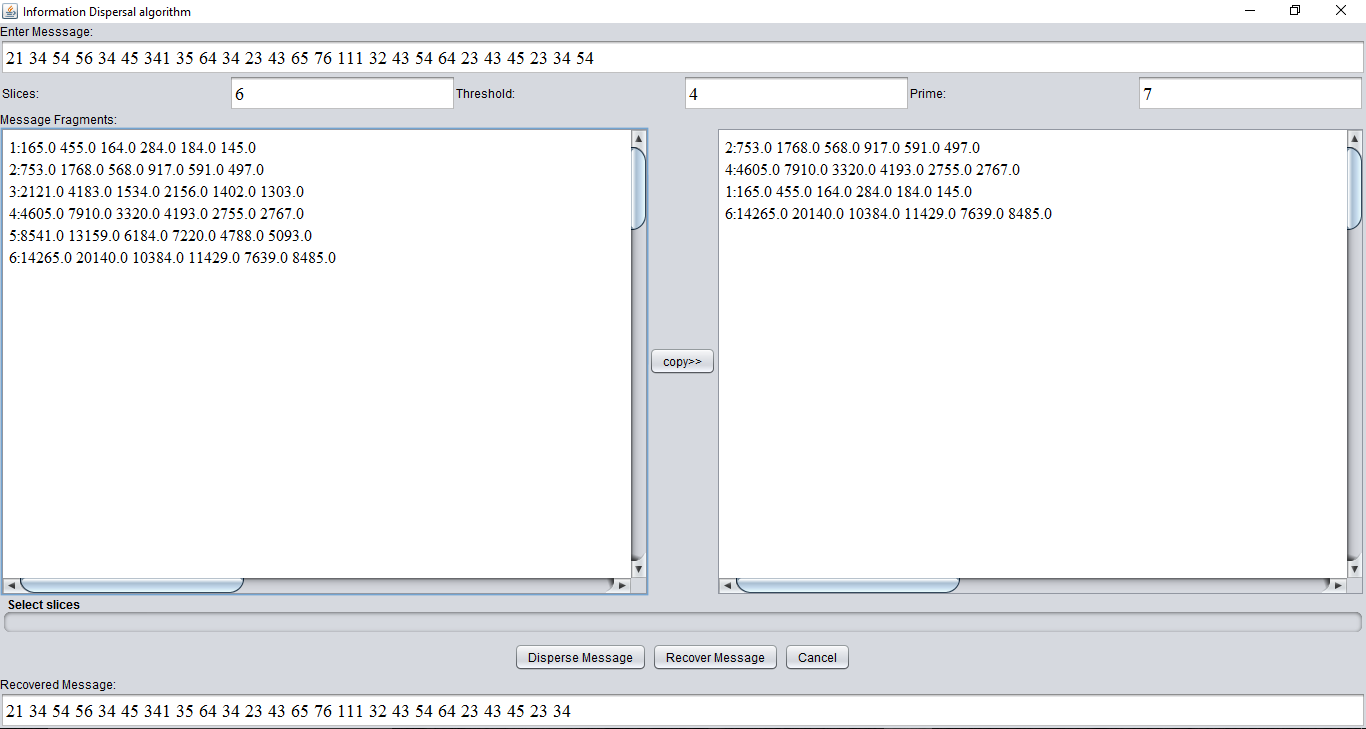 Information Dispersal algorithm
Enter Messsage:
21 34 54 56 34 45 341 35 64 34 23 43 65 76 111 32 43 54 64 23 43 45 23 34 54
Slices: 6 Threshold: 4 Prime: 7
Message Fragments:
1:165.0 455.0 164.0 284.0 184.0 145.0
2:753.0 1768.0 568.0 917.0 591.0 497.0
3:2121.0 4183.0 1534.0 2156.0 1402.0 1303.0
4:4605.0 7910.0 3320.0 4193.0 2755.0 2767.0
5:8541.0 13159.0 6184.0 7220.0 4788.0 5093.0
6:14265.0 20140.0 10384.0 11429.0 7639.0 8485.0
copy>>
2:753.0 1768.0 568.0 917.0 591.0 497.0
4:4605.0 7910.0 3320.0 4193.0 2755.0 2767.0
1:165.0 455.0 164.0 284.0 184.0 145.0
6:14265.0 20140.0 10384.0 11429.0 7639.0 8485.0
Select slices
Disperse Message Recover Message Cancel
Recovered Message:
21 34 54 56 34 45 341 35 64 34 23 43 65 76 111 32 43 54 64 23 43 45 23 34